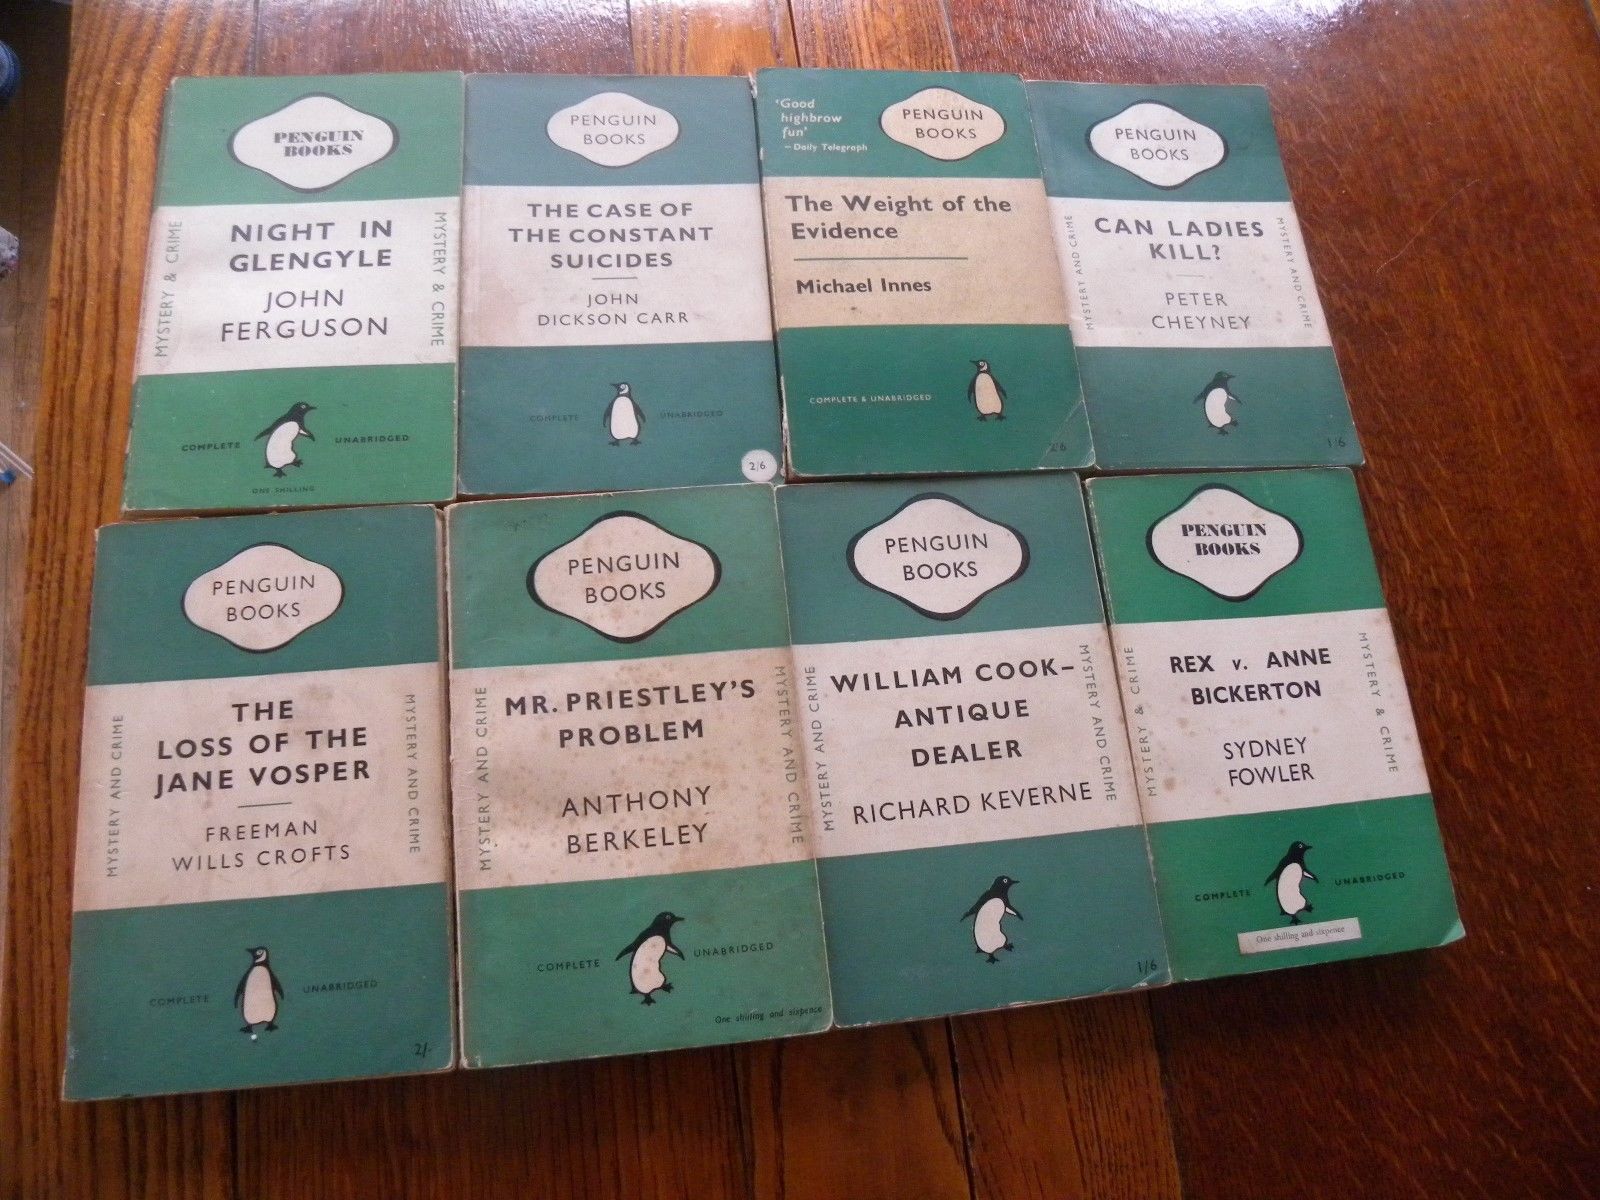 PENGUIN
BOOKS
MYSTERY & CRIME
NIGHT IN
GLENGYLE
JOHN
FERGUSON
MYSTERY & CRIME
COMPLETE UNABRIDGED
ONE SHILLING
PENGUIN
BOOKS
THE CASE OF
THE CONSTANT
SUICIDES
JOHN
DICKSON CARR
COMPLETE UNABRIDGED
2/6
'Good
highbrow
fun'
– Daily Telegraph
PENGUIN
BOOKS
The Weight of the
Evidence
Michael Innes
COMPLETE & UNABRIDGED
2/6
PENGUIN
BOOKS
MYSTERY AND CRIME
CAN LADIES
KILL?
PETER
CHEYNEY
MYSTERY AND CRIME
1/6
PENGUIN
BOOKS
MYSTERY AND CRIME
THE
LOSS OF THE
JANE VOSPER
FREEMAN
WILLS CROFTS
MYSTERY AND CRIME
COMPLETE UNABRIDGED
2/-
PENGUIN
BOOKS
MYSTERY AND CRIME
MR. PRIESTLEY'S
PROBLEM
ANTHONY
BERKELEY
MYSTERY AND CRIME
COMPLETE UNABRIDGED
One shilling and sixpence
PENGUIN
BOOKS
MYSTERY AND CRIME
WILLIAM COOK–
ANTIQUE
DEALER
RICHARD KEVERNE
MYSTERY AND CRIME
1/6
PENGUIN
BOOKS
MYSTERY & CRIME
REX v. ANNE
BICKERTON
SYDNEY
FOWLER
MYSTERY & CRIME
COMPLETE UNABRIDGED
One shilling and sixpence